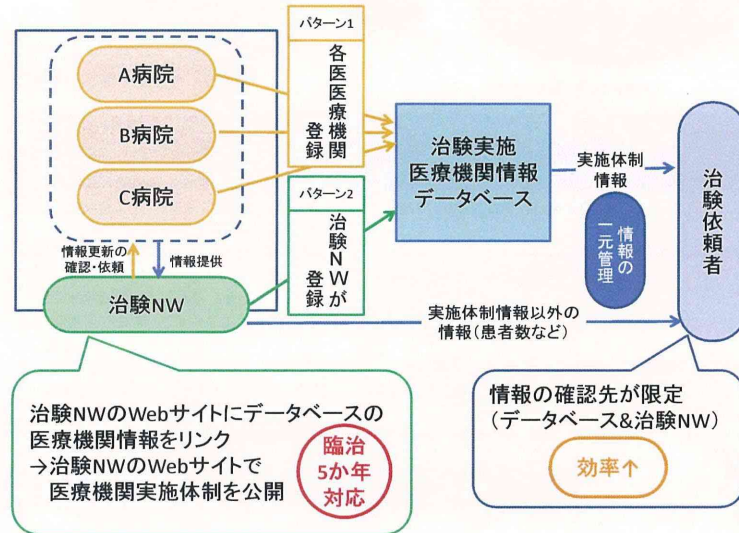 パターン1
各医医療機関
登録
A病院
B病院
C病院
治験実施
医療機関情報
データベース
実施体制
情報
情報の
一元管理
治験依頼者
パターン2
治験NWが
登録
情報更新の
確認・依頼
情報提供
治験NW
実施体制情報以外の
情報(患者数など)
治験NWのWebサイトにデータベースの
医療機関情報をリンク
→治験NWのWebサイトで
医療機関実施体制を公開
臨治
5か年
対応
情報の確認先が限定
(データベース&治験NW)
効率↑